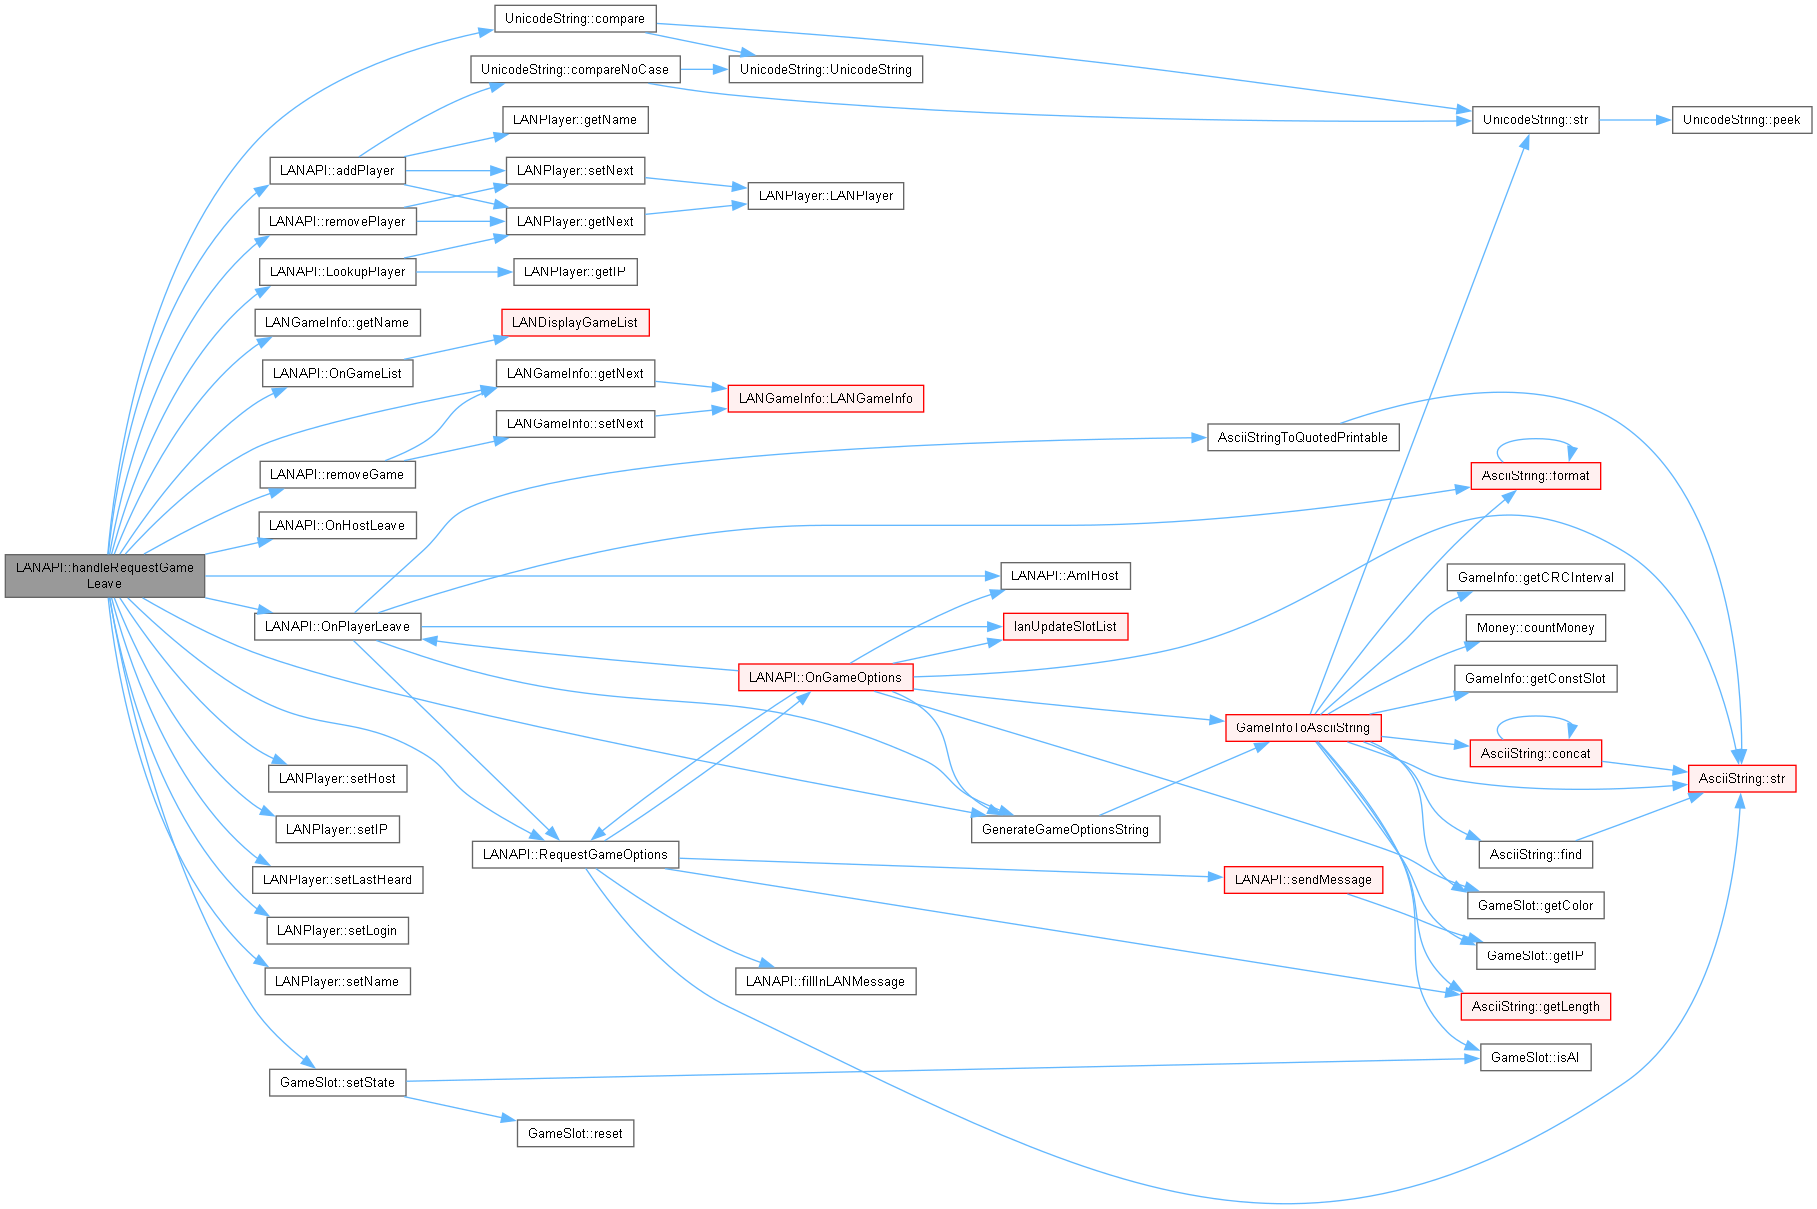 UnicodeString::compare
UnicodeString::compareNoCase
UnicodeString::UnicodeString
LANPlayer::getName
UnicodeString::str
UnicodeString::peek
LANAPI::addPlayer
LANPlayer::setNext
LANPlayer::LANPlayer
LANAPI::removePlayer
LANPlayer::getNext
LANAPI::LookupPlayer
LANPlayer::getIP
LANGameInfo::getName
LANDisplayGameList
LANAPI::OnGameList
LANGameInfo::getNext
LANGameInfo::LANGameInfo
LANGameInfo::setNext
AsciiStringToQuotedPrintable
LANAPI::removeGame
AsciiString::format
LANAPI::OnHostLeave
LANAPI::handleRequestGame
Leave
LANAPI::AmIHost
GameInfo::getCRCInterval
LANAPI::OnPlayerLeave
lanUpdateSlotList
Money::countMoney
LANAPI::OnGameOptions
GameInfo::getConstSlot
GameInfoToAsciiString
AsciiString::concat
LANPlayer::setHost
AsciiString::str
LANPlayer::setIP
GenerateGameOptionsString
LANAPI::RequestGameOptions
AsciiString::find
LANPlayer::setLastHeard
LANAPI::sendMessage
GameSlot::getColor
LANPlayer::setLogin
GameSlot::getIP
LANPlayer::setName
LANAPI::fillInLANMessage
AsciiString::getLength
GameSlot::isAI
GameSlot::setState
GameSlot::reset